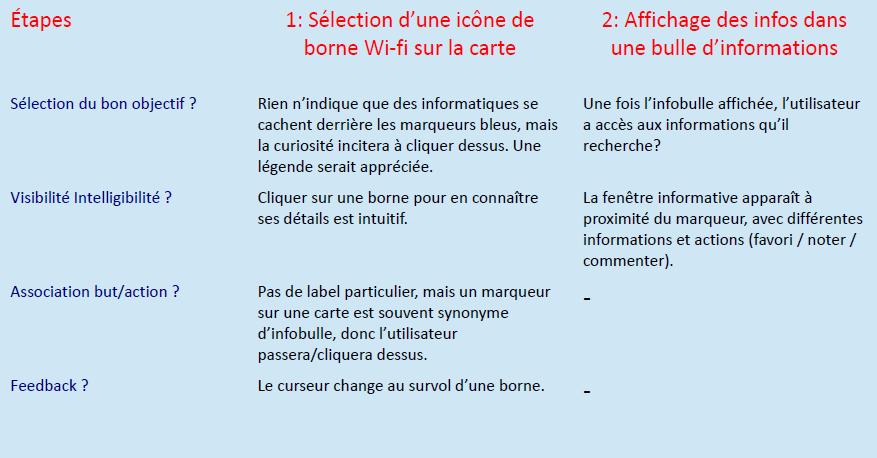 Étapes
1: Sélection d’une icône de
borne Wi-fi sur la carte
2: Affichage des infos dans
une bulle d’informations
Sélection du bon objectif ?
Rien n’indique que des informatiques se
cachent derrière les marqueurs bleus, mais
la curiosité incitera à cliquer dessus. Une
légende serait appréciée.
Une fois l’infobulle affichée, l’utilisateur
a accès aux informations qu’il
recherche?
Visibilité Intelligibilité ?
Cliquer sur une borne pour en connaître
ses détails est intuitif.
La fenêtre informative apparaît à
proximité du marqueur, avec différentes
informations et actions (favori / noter /
commenter).
Association but/action ?
Pas de label particulier, mais un marqueur
sur une carte est souvent synonyme
d’infobulle, donc l’utilisateur
passera/cliquera dessus.
-
Feedback ?
Le curseur change au survol d’une borne.
-